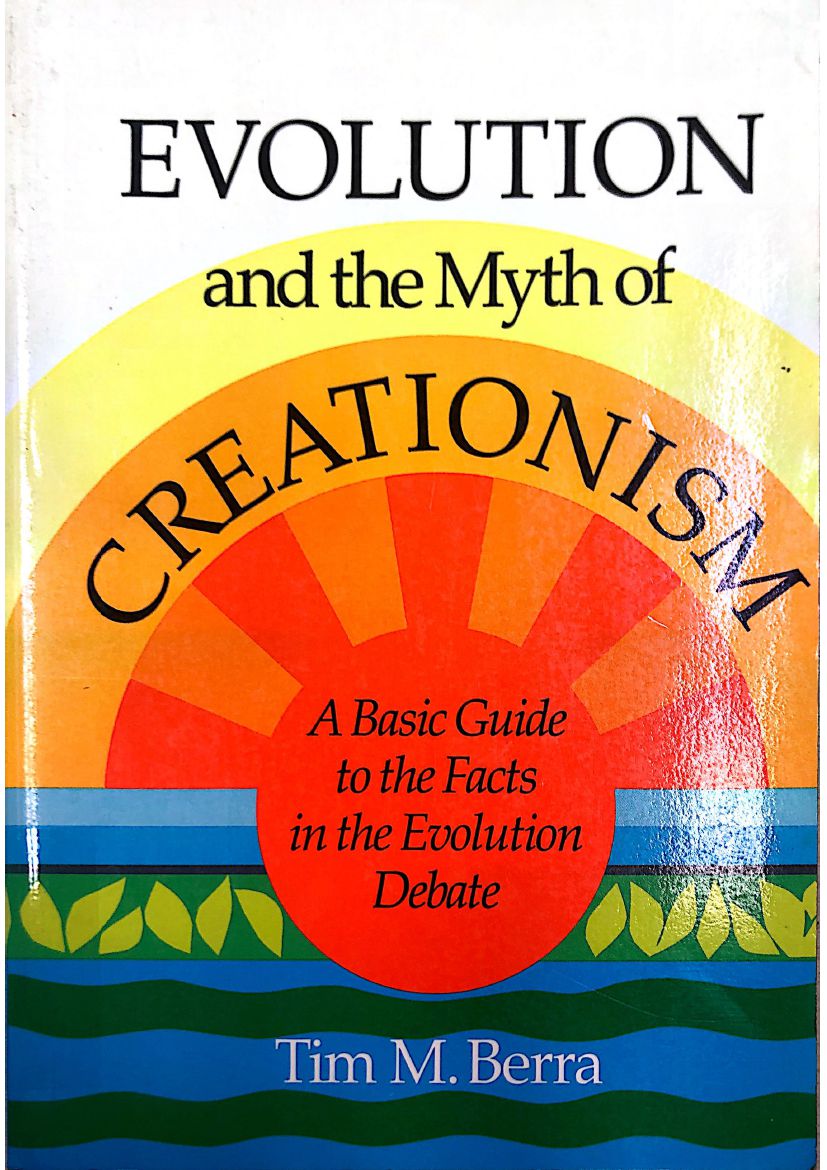 EVOLUTION
and the Myth of
CREATIONISM
A Basic Guide
to the Facts
in the Evolution
Debate
Tim M. Berra